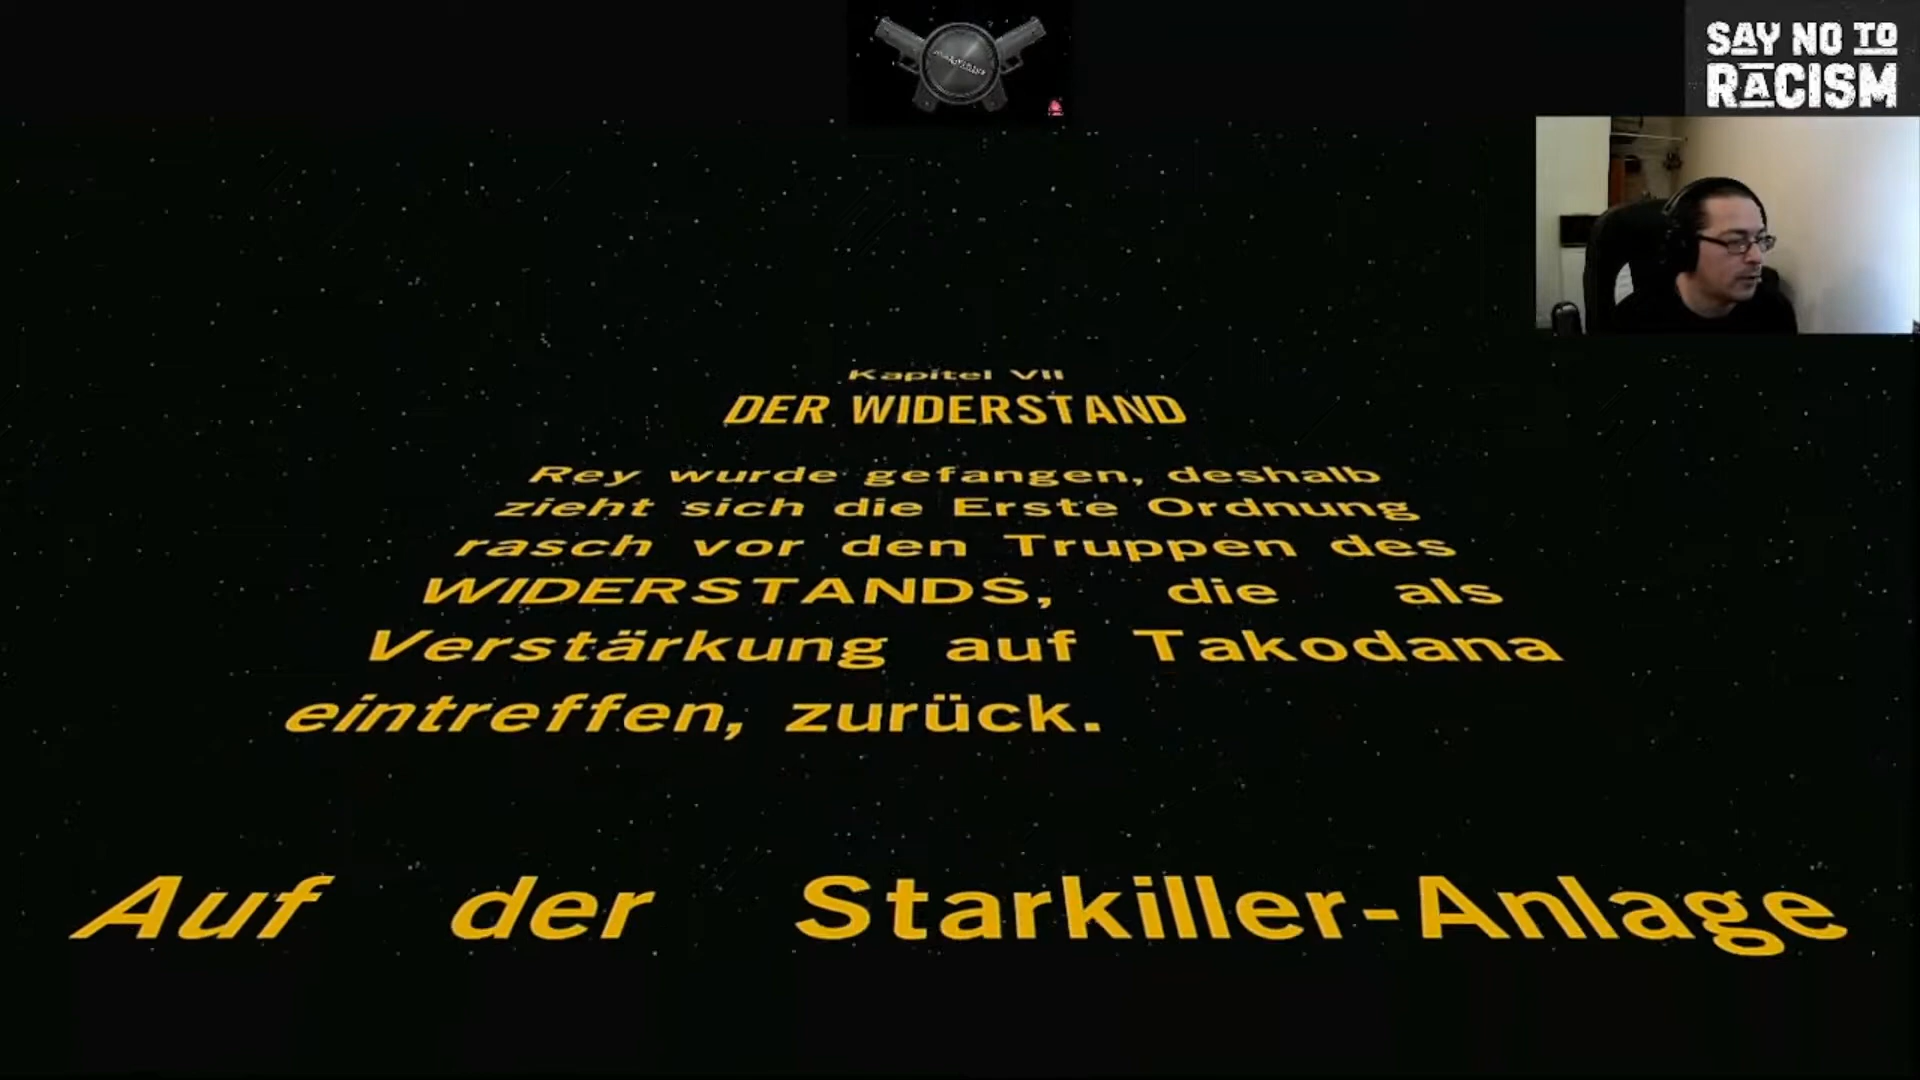 SAY NO TO
RACISM
Kapitel VII
DER WIDERSTAND
Rey wurde gefangen, deshalb
zieht sich die Erste Ordnung
rasch vor den Truppen des
WIDERSTANDS, die als
Verstärkung auf Takodana
eintreffen, zurück.
Auf der Starkiller-Anlage